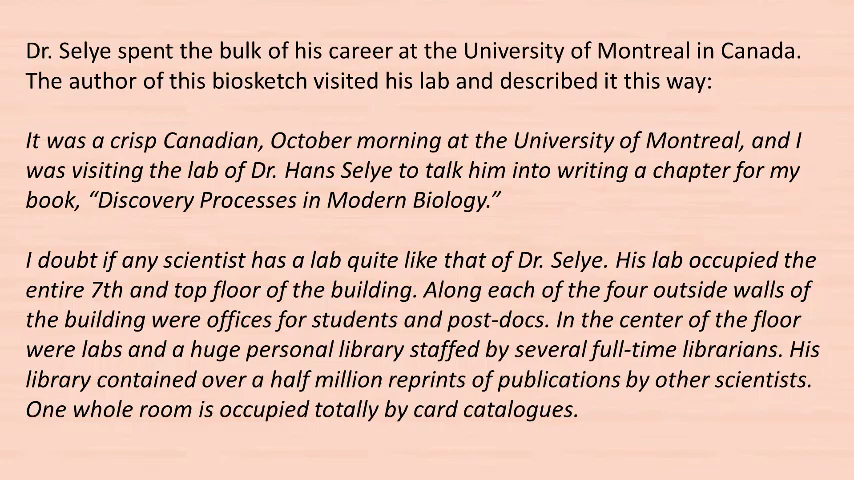 Dr. Selye spent the bulk of his career at the University of Montreal in Canada.
The author of this biosketch visited his lab and described it this way:
It was a crisp Canadian, October morning at the University of Montreal, and I
was visiting the lab of Dr. Hans Selye to talk him into writing a chapter for my
book, “Discovery Processes in Modern Biology.”
I doubt if any scientist has a lab quite like that of Dr. Selye. His lab occupied the
entire 7th and top floor of the building. Along each of the four outside walls of
the building were offices for students and post-docs. In the center of the floor
were labs and a huge personal library staffed by several full-time librarians. His
library contained over a half million reprints of publications by other scientists.
One whole room is occupied totally by card catalogues.